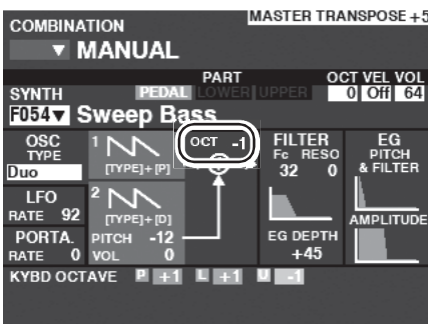 MASTER TRANSPOSE +5
COMBINATION
▼ MANUAL
PART
OCT VEL VOL
SYNTH PEDAL LOWER UPPER 0 Off 64
F054▼ Sweep Bass
OSC TYPE
Duo
1
[TYPE]+[P]
OCT -1
FILTER
Fc RESO
32 0
EG
PITCH & FILTER
LFO
RATE 92
2
[TYPE]+[D]
PITCH -12
VOL 0
EG DEPTH
+45
AMPLITUDE
PORTA.
RATE 0
KYBD OCTAVE P +1 L +1 U -1